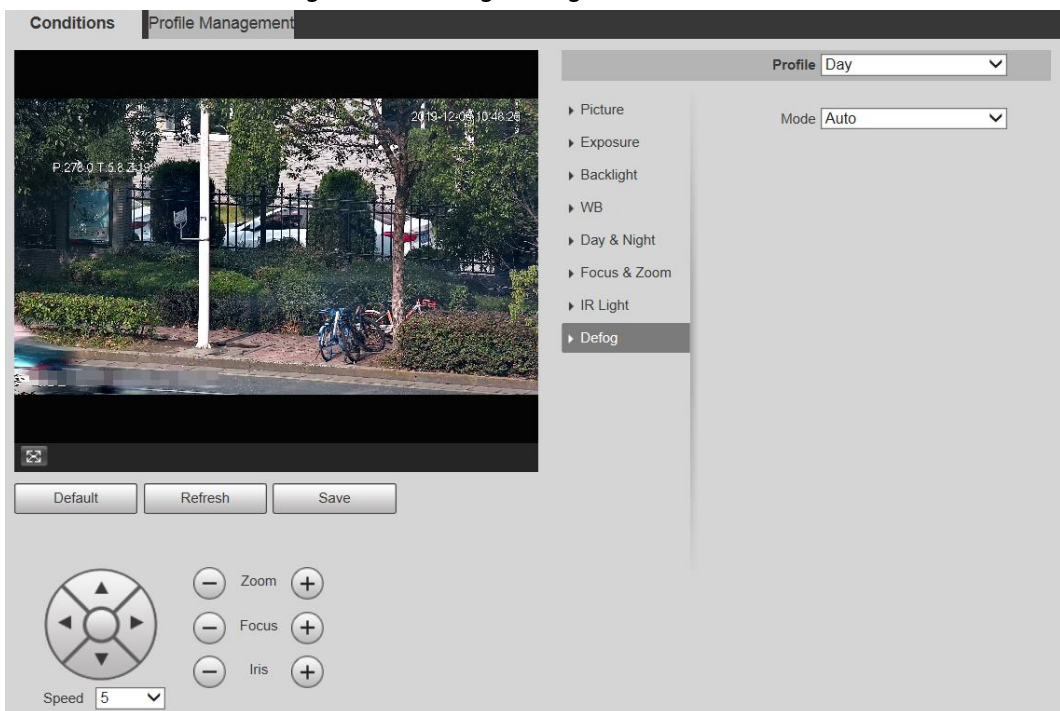 Conditions Profile Management
Profile Day
2019-12-04 10:48:26
Picture
Mode Auto
Exposure
Backlight
WB
Day & Night
Focus & Zoom
IR Light
Defog
Default Refresh Save
Zoom
Focus
Iris
Speed 5